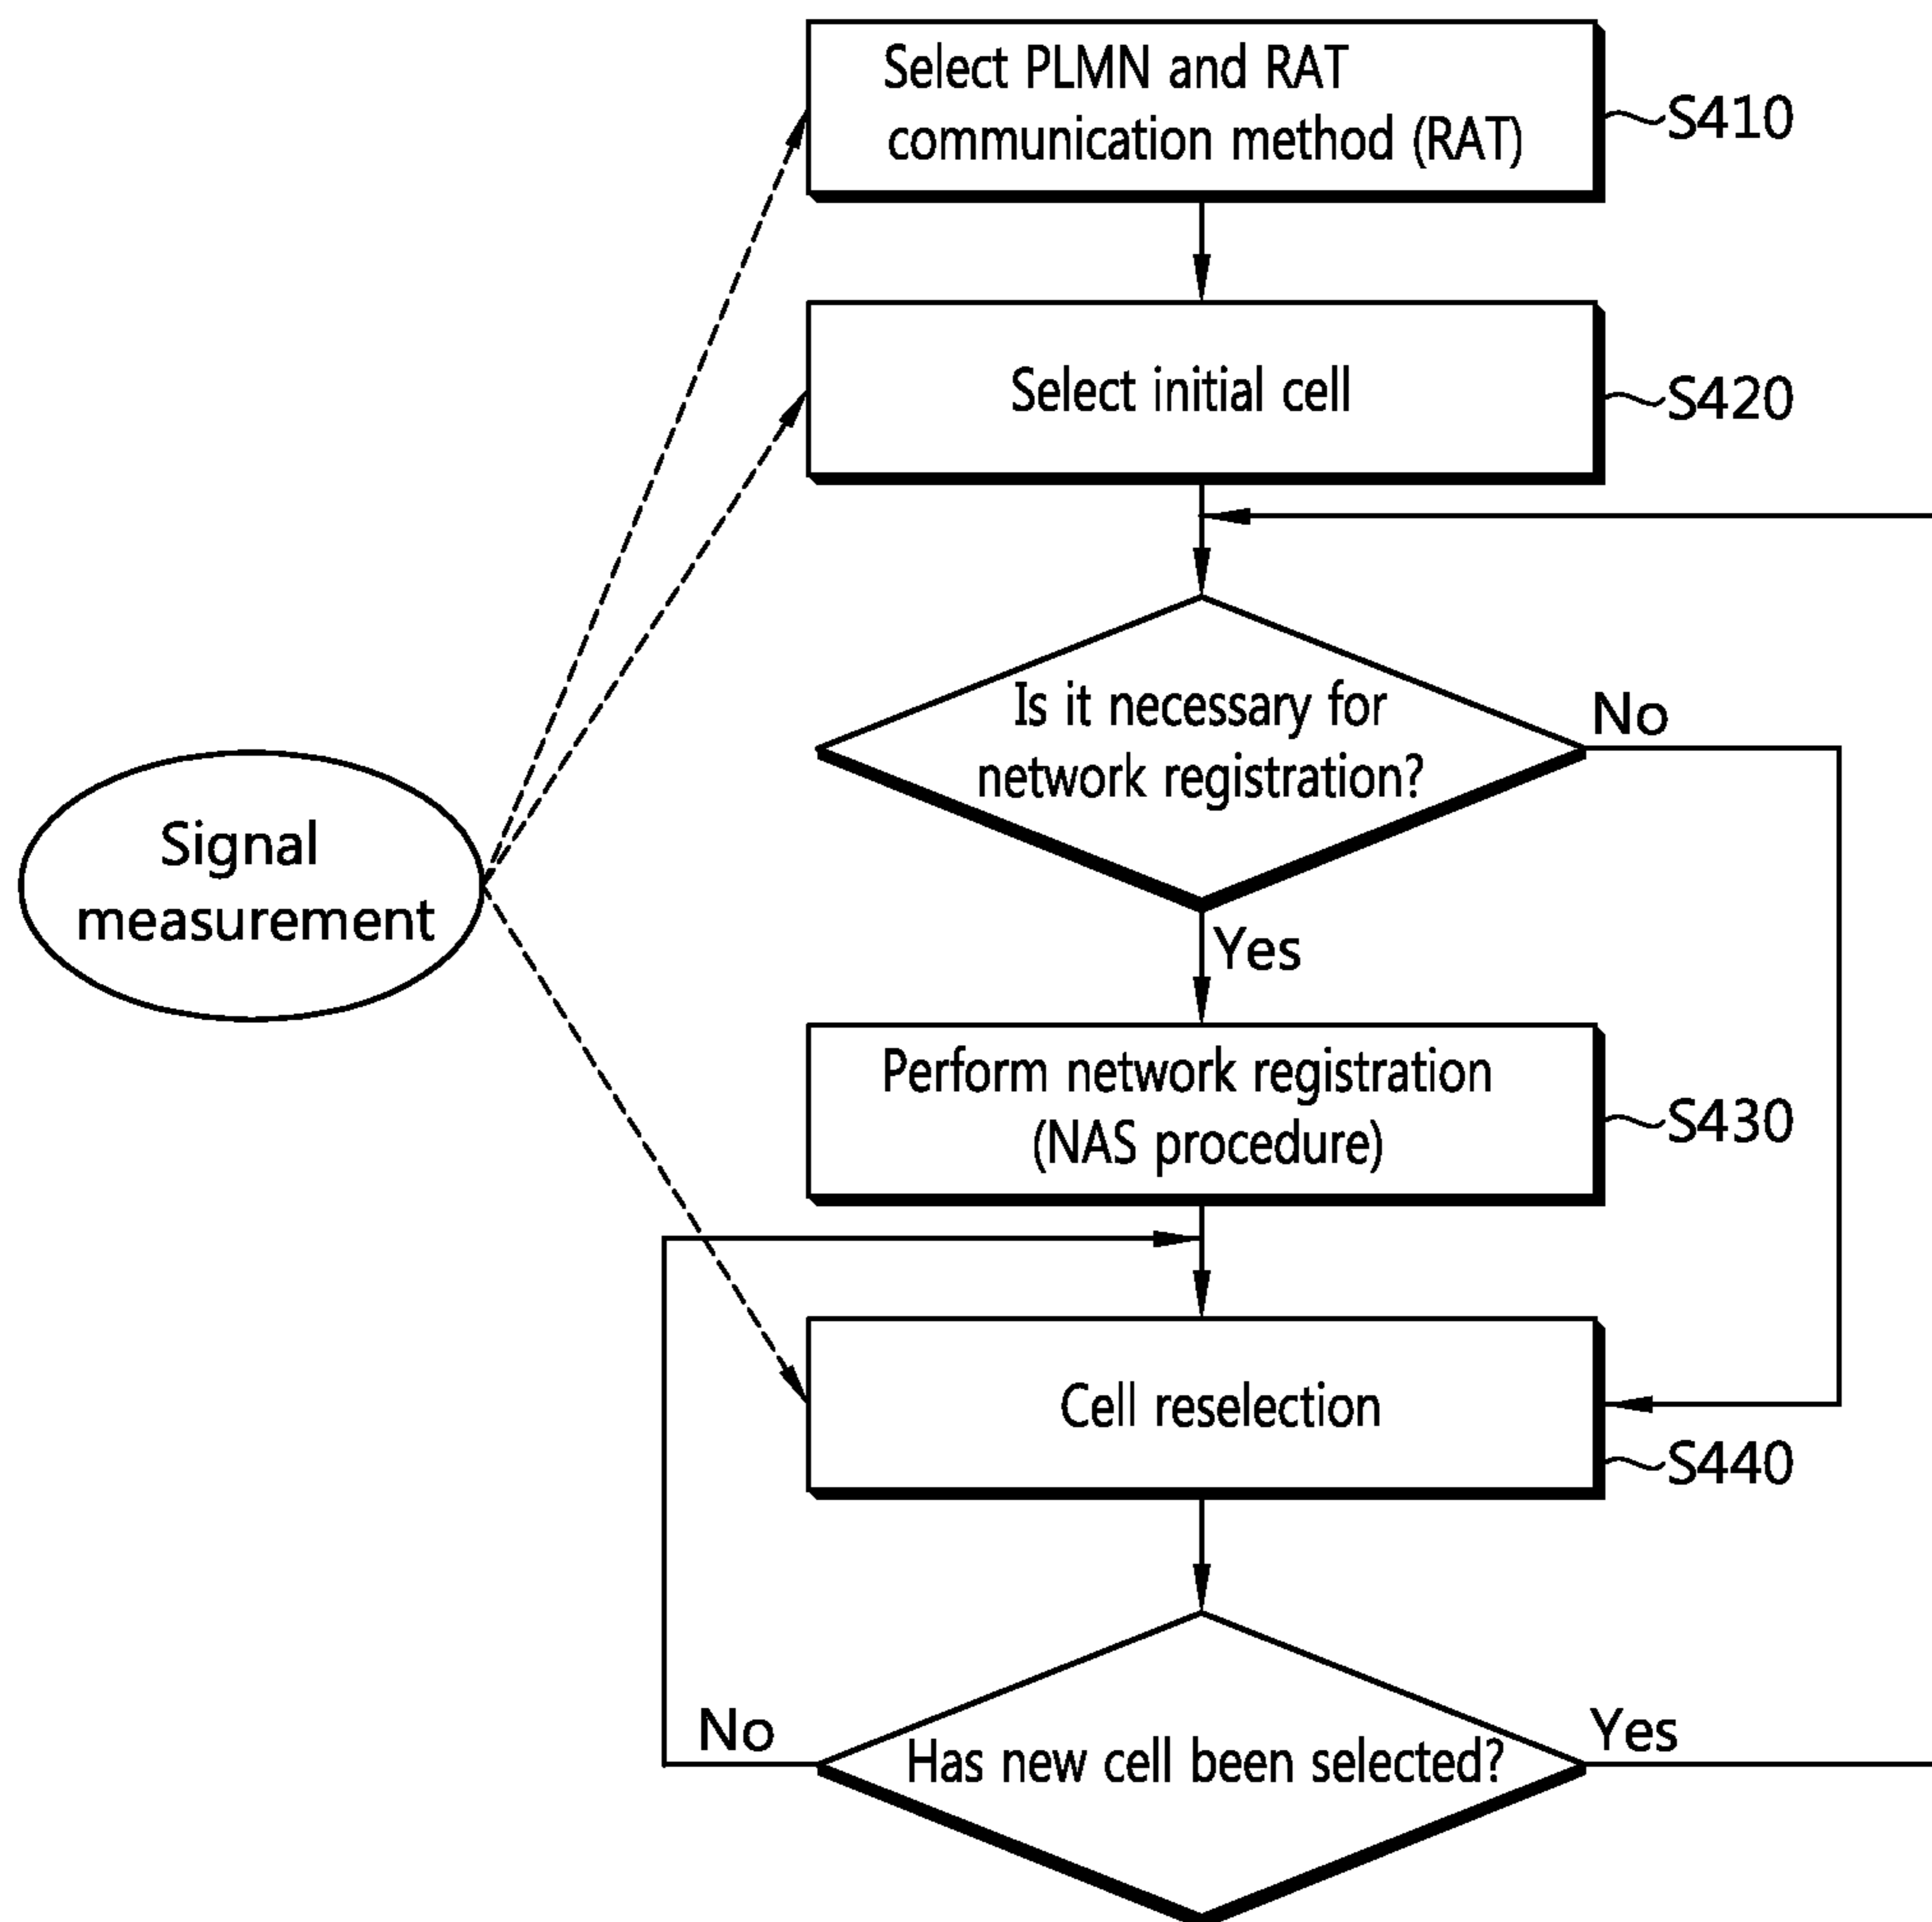 Select PLMN and RAT
communication method (RAT)
S410
Select initial cell
S420
Is it necessary for
network registration?
No
Yes
Signal
measurement
Perform network registration
(NAS procedure)
S430
Cell reselection
S440
No
Has new cell been selected?
Yes